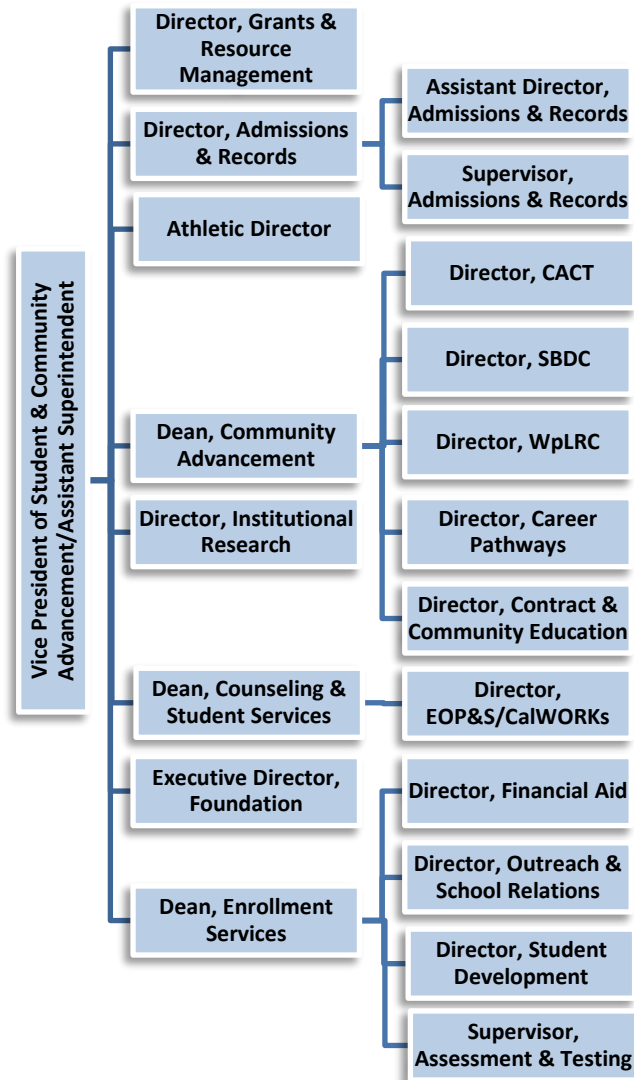 Vice President of Student & Community
Advancement/Assistant Superintendent
Director, Grants &
Resource
Management
Director, Admissions
& Records
Assistant Director,
Admissions & Records
Supervisor,
Admissions & Records
Athletic Director
Dean, Community
Advancement
Director, CACT
Director, SBDC
Director, WpLRC
Director, Career
Pathways
Director, Contract &
Community Education
Director, Institutional
Research
Dean, Counseling &
Student Services
Director,
EOP&S/CalWORKs
Executive Director,
Foundation
Dean, Enrollment
Services
Director, Financial Aid
Director, Outreach &
School Relations
Director, Student
Development
Supervisor,
Assessment & Testing